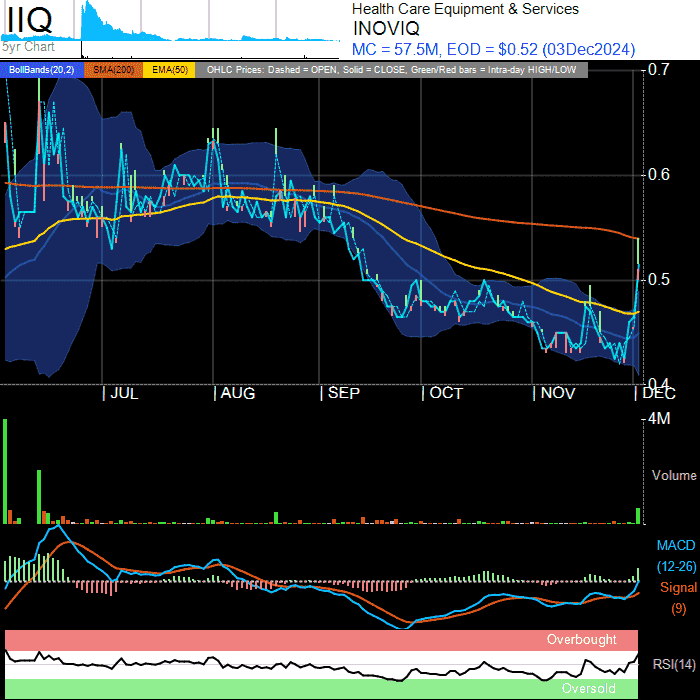 IIQ
5yr Chart
Health Care Equipment & Services
INOVIQ
MC = 57.5M, EOD = $0.52 (03Dec2024)
BollBands(20,2) SMA(200) EMA(50) OHLC Prices: Dashed = OPEN, Solid = CLOSE, Green/Red bars = Intra-day HIGH/LOW
0.7
0.6
0.5
0.4
JUL AUG SEP OCT NOV DEC
4M
Volume
MACD
(12-26)
Signal
(9)
Overbought
RSI(14)
Oversold